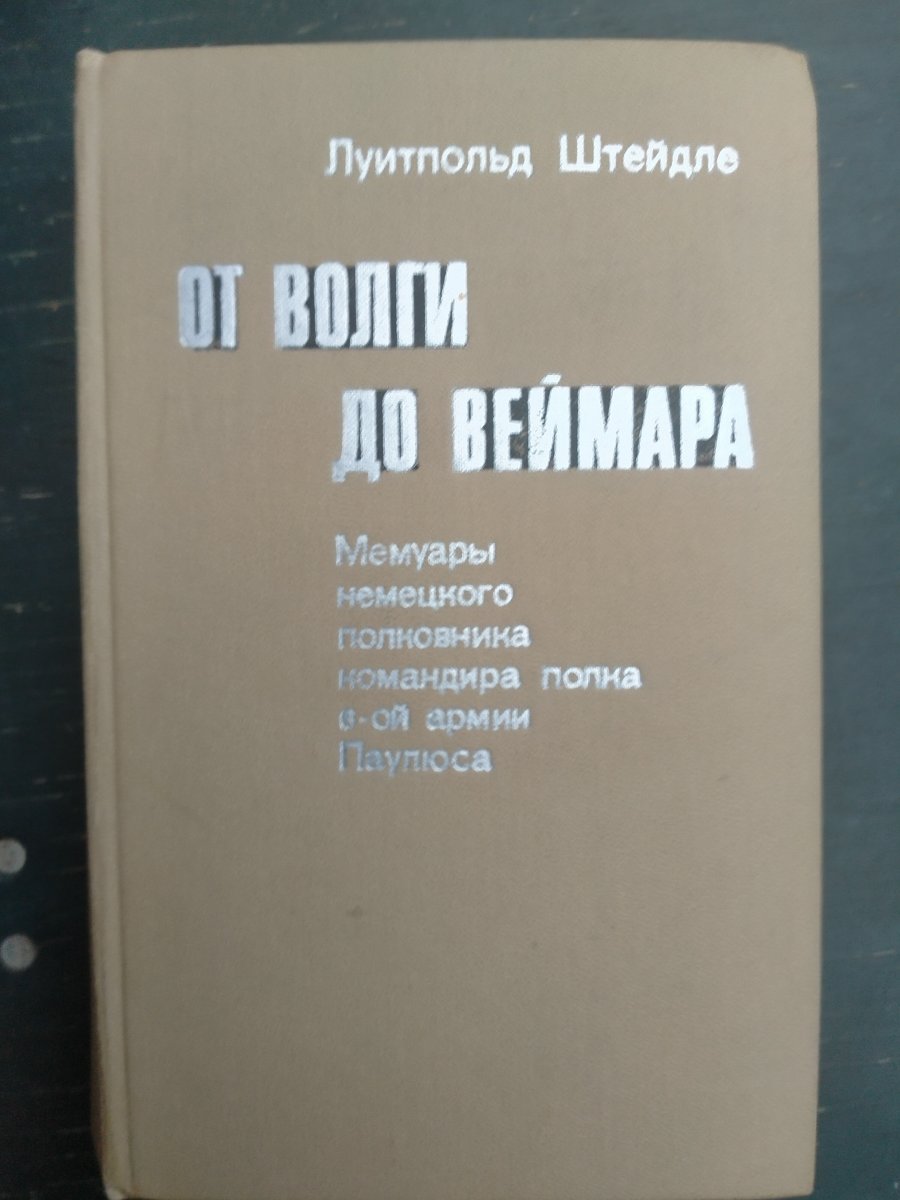 Луитпольд Штейдле
ОТ ВОЛГИ
ДО ВЕЙМАРА
Мемуары
немецкого
полковника
командира полка
6-ой армии
Паулюса